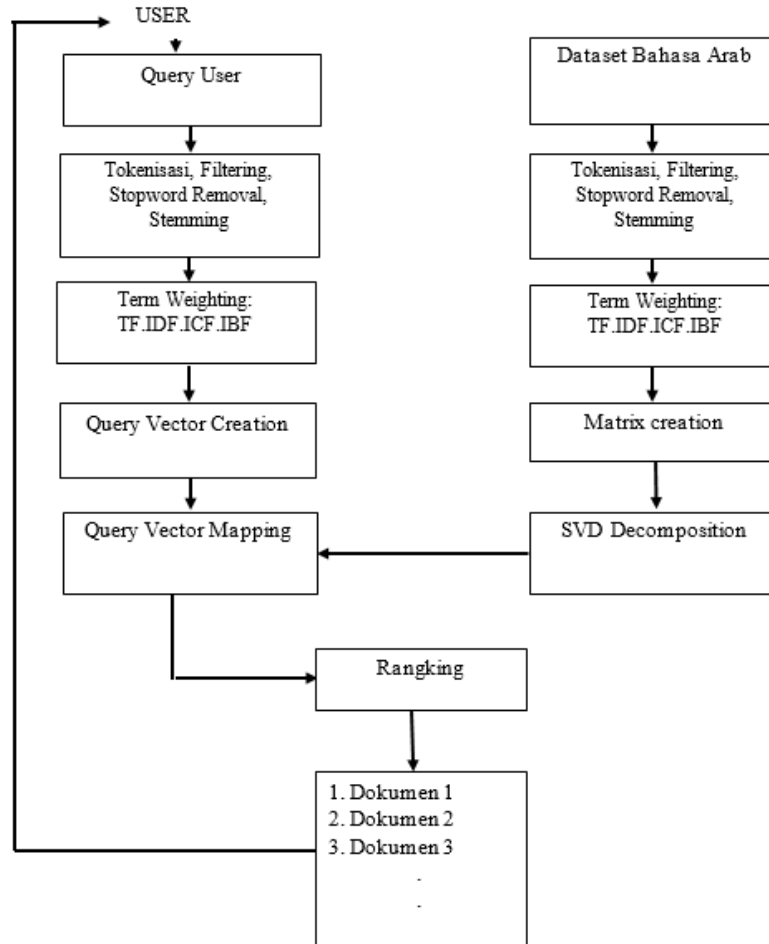 USER
Query User
Tokenisasi, Filtering,
Stopword Removal,
Stemming
Term Weighting:
TF.IDF.ICF.IBF
Query Vector Creation
Query Vector Mapping
Dataset Bahasa Arab
Tokenisasi, Filtering,
Stopword Removal,
Stemming
Term Weighting:
TF.IDF.ICF.IBF
Matrix creation
SVD Decomposition
Rangking
1. Dokumen 1
2. Dokumen 2
3. Dokumen 3
.
.